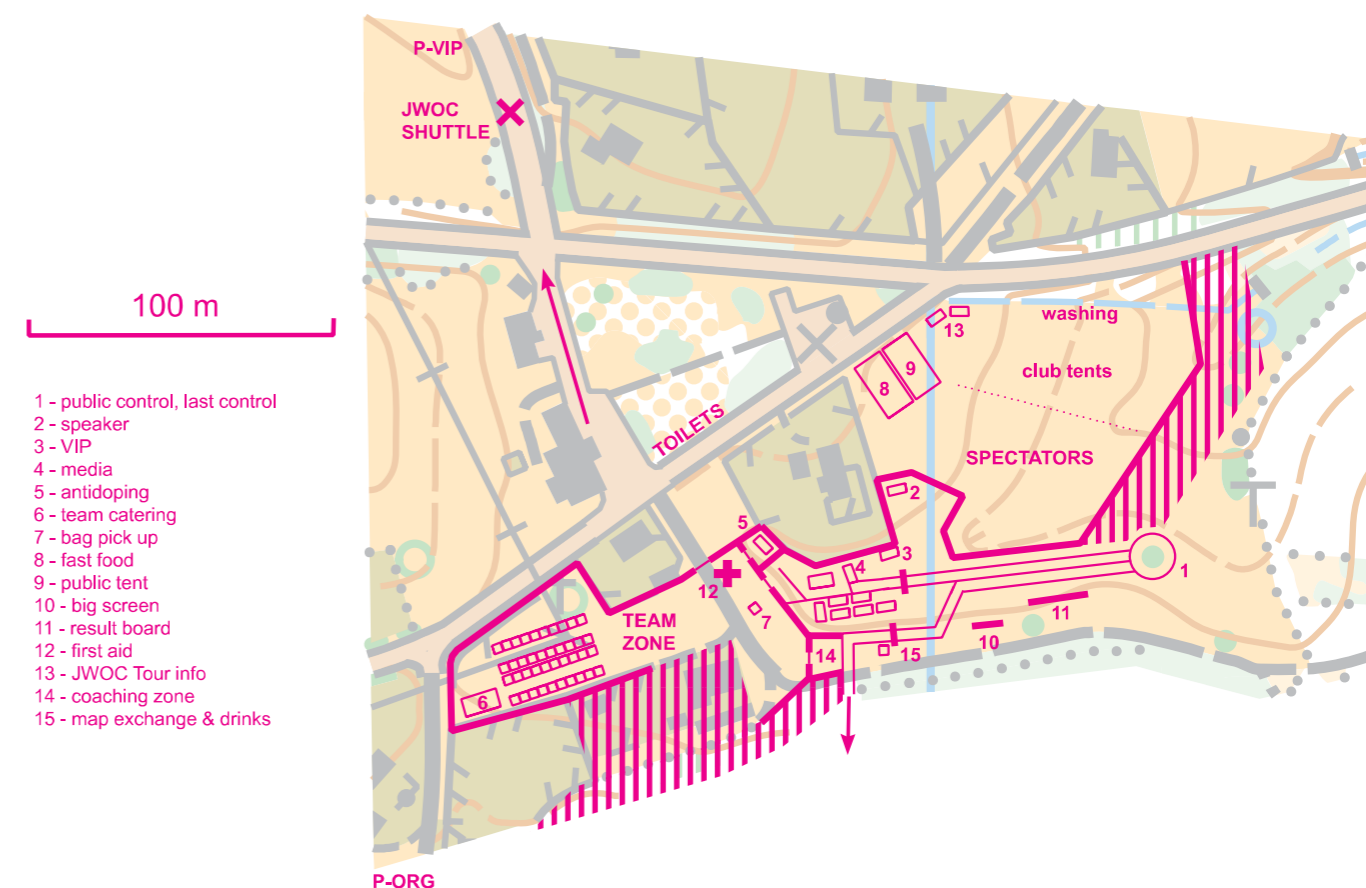 P-VIP
JWOC
SHUTTLE
100 m
1 - public control, last control
2 - speaker
3 - VIP
4 - media
5 - antidoping
6 - team catering
7 - bag pick up
8 - fast food
9 - public tent
10 - big screen
11 - result board
12 - first aid
13 - JWOC Tour info
14 - coaching zone
15 - map exchange & drinks
washing
13
club tents
9
8
TOILETS
SPECTATORS
2
5
3
4
1
12
11
7
TEAM
ZONE
10
15
14
6
P-ORG